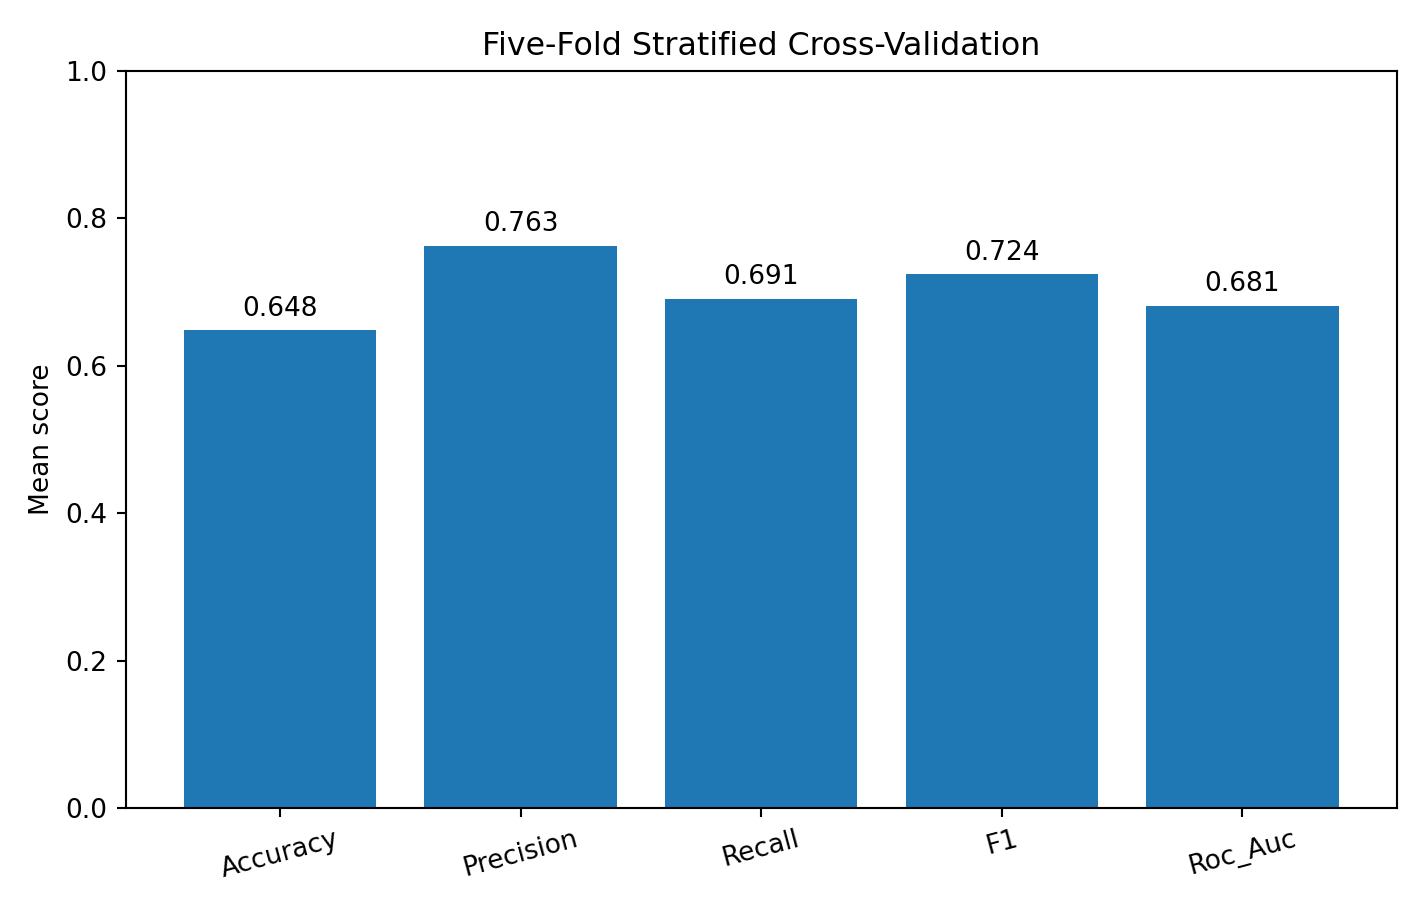 Five-Fold Stratified Cross-Validation
1.0
0.8
0.6
0.4
0.2
0.0
Mean score
0.648
0.763
0.691
0.724
0.681
Accuracy
Precision
Recall
F1
Roc_Auc